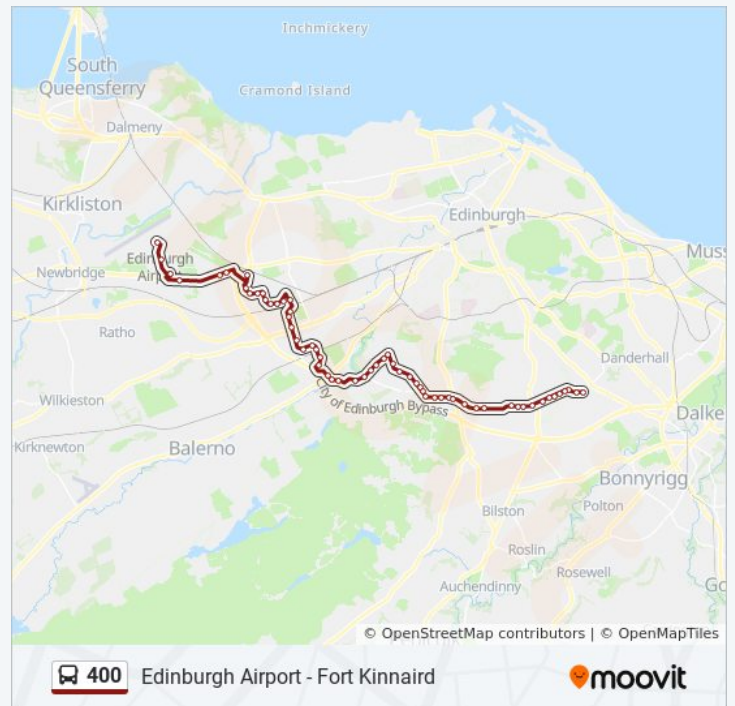 Inchmickery
South
Queensferry
Cramond Island
Dalmeny
Kirkliston
Edinburgh
Edinburgh
Airport
Muss
Newbridge
Ratho
Danderhall
Wilkieston
City of Edinburgh Bypass
Dalke
Kirknewton
Balerno
Bonnyrigg
Bilston
Polton
Roslin
Rosewell
Auchendinny
Go
© OpenStreetMap contributors | © OpenMapTiles
400 Edinburgh Airport - Fort Kinnaird
moovit